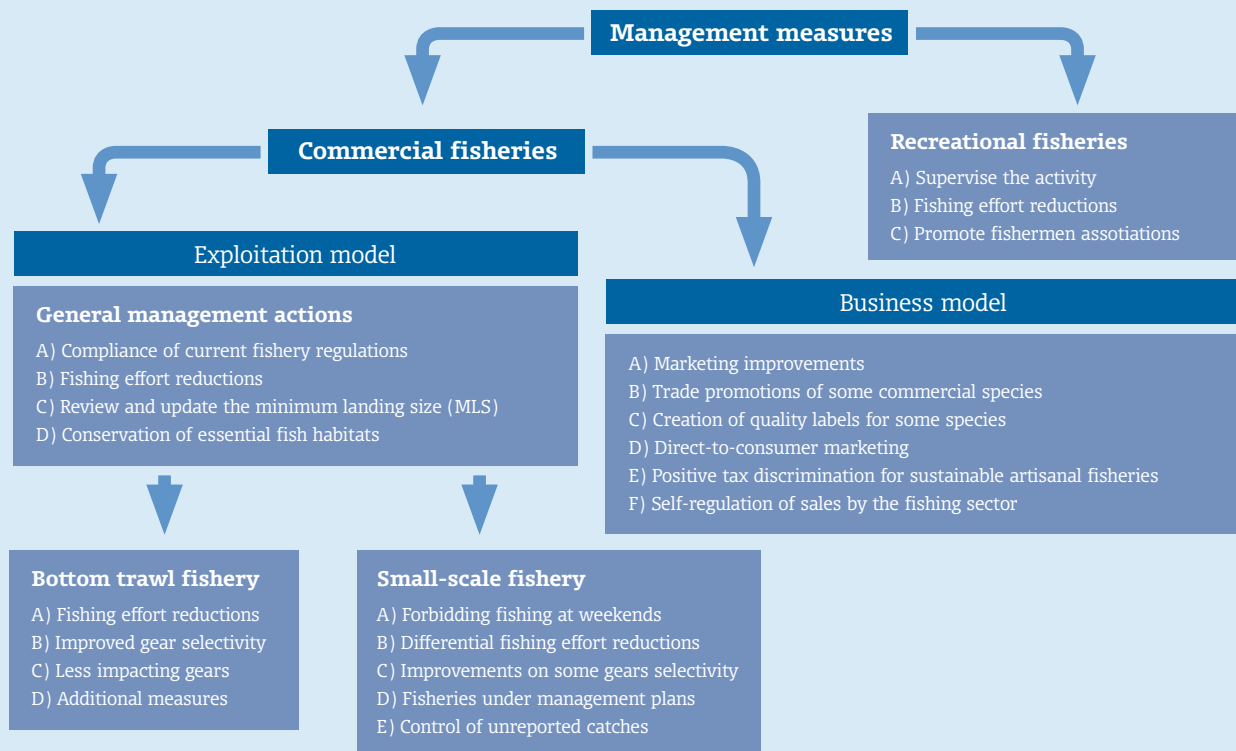 Management measures
Commercial fisheries
Recreational fisheries
A) Supervise the activity
B) Fishing effort reductions
C) Promote fishermen assotiations
Exploitation model
General management actions
A) Compliance of current fishery regulations
B) Fishing effort reductions
C) Review and update the minimum landing size (MLS)
D) Conservation of essential fish habitats
Business model
A) Marketing improvements
B) Trade promotions of some commercial species
C) Creation of quality labels for some species
D) Direct-to-consumer marketing
E) Positive tax discrimination for sustainable artisanal fisheries
F) Self-regulation of sales by the fishing sector
Bottom trawl fishery
A) Fishing effort reductions
B) Improved gear selectivity
C) Less impacting gears
D) Additional measures
Small-scale fishery
A) Forbidding fishing at weekends
B) Differential fishing effort reductions
C) Improvements on some gears selectivity
D) Fisheries under management plans
E) Control of unreported catches